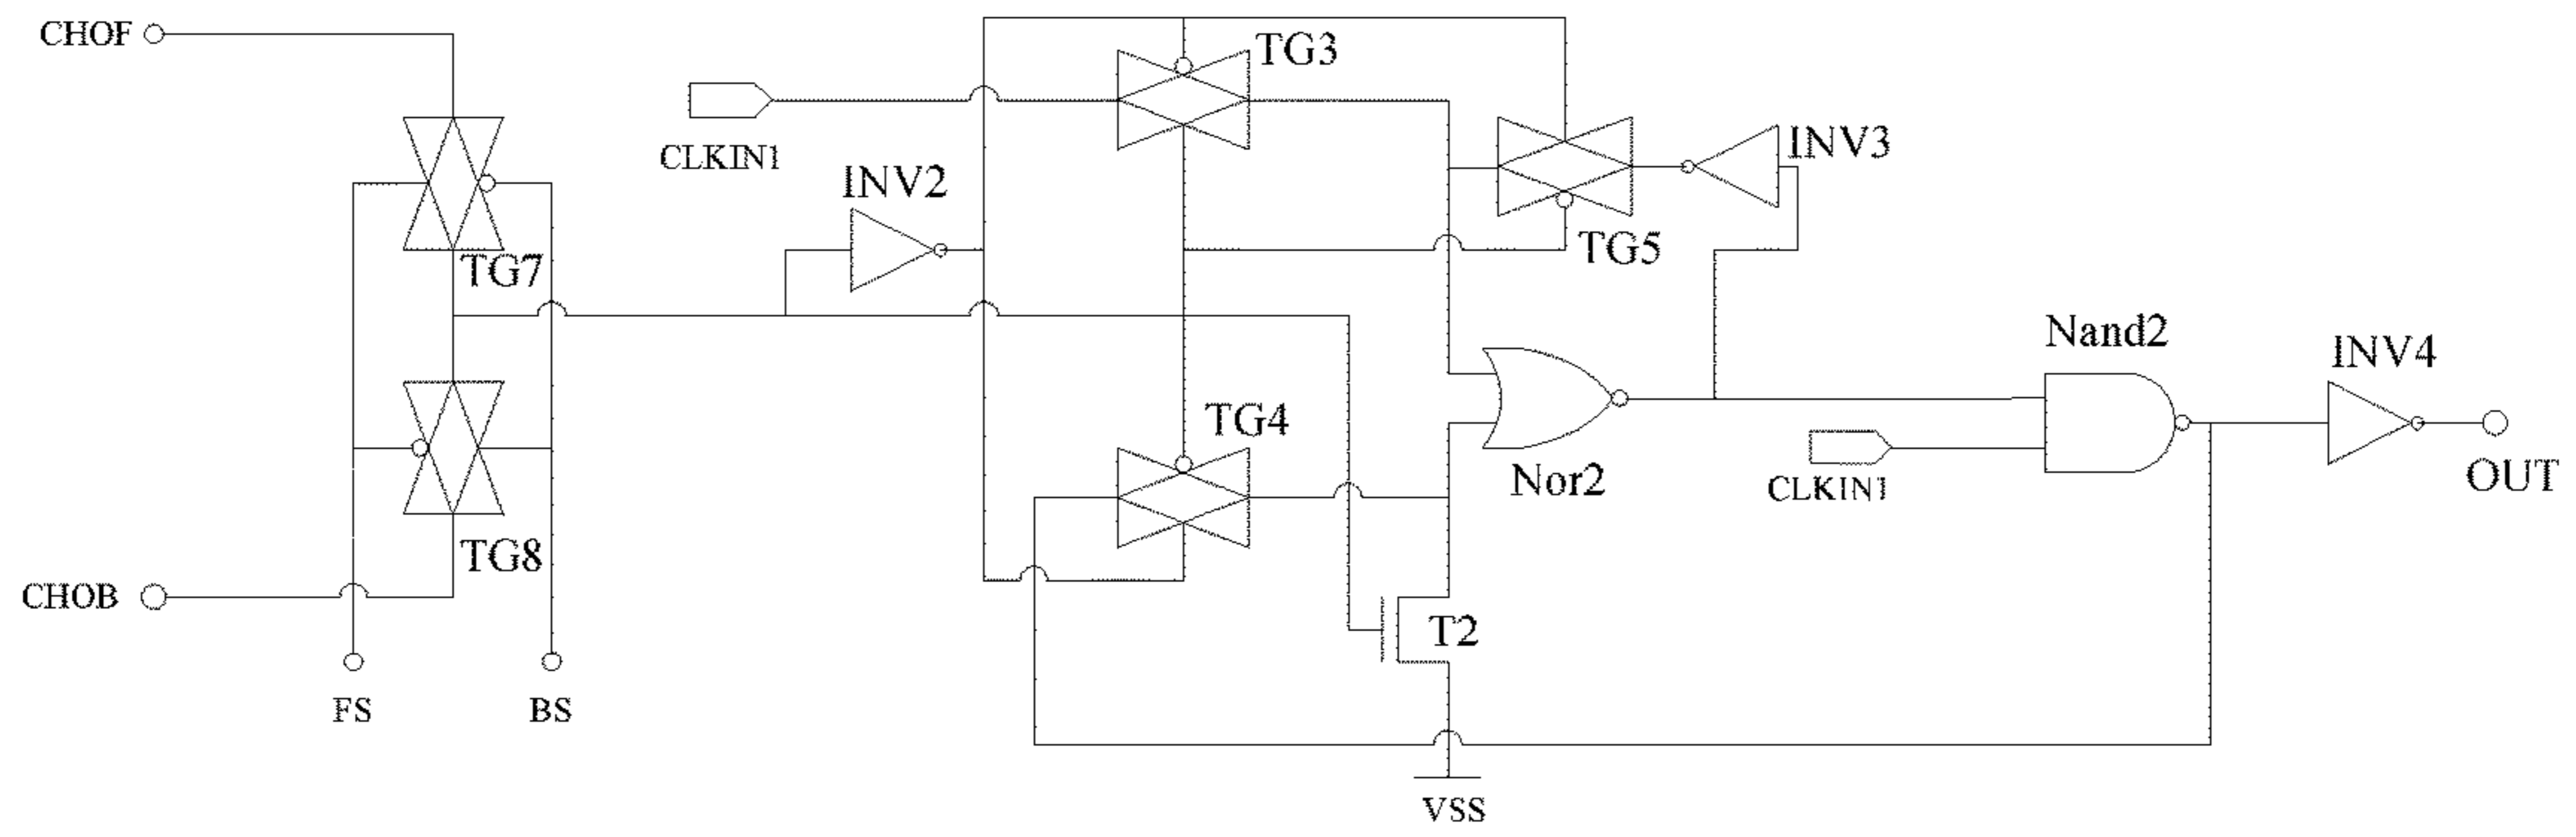 CHOF
TG3
CLKIN1
INV3
INV2
TG5
TG7
Nand2
INV4
TG4
Nor2
CLKIN1
OUT
TG8
CHOB
T2
FS
BS
VSS